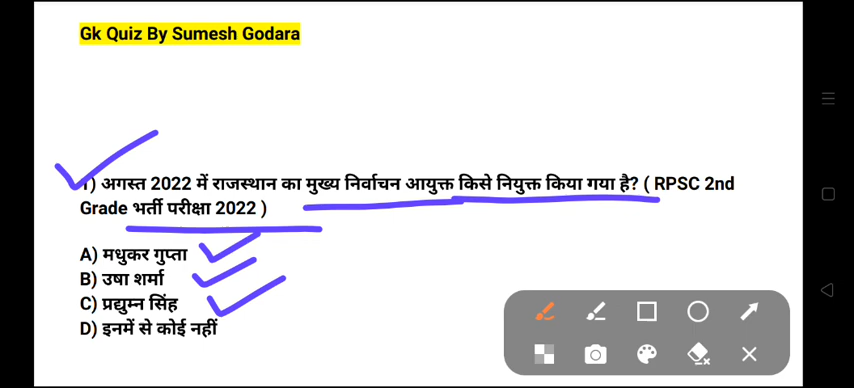 Gk Quiz By Sumesh Godara
1) अगस्त 2022 में राजस्थान का मुख्य निर्वाचन आयुक्त किसे नियुक्त किया गया है? ( RPSC 2nd
Grade भर्ती परीक्षा 2022 )
A) मधुकर गुप्ता
B) उषा शर्मा
C) प्रद्युम्न सिंह
D) इनमें से कोई नहीं